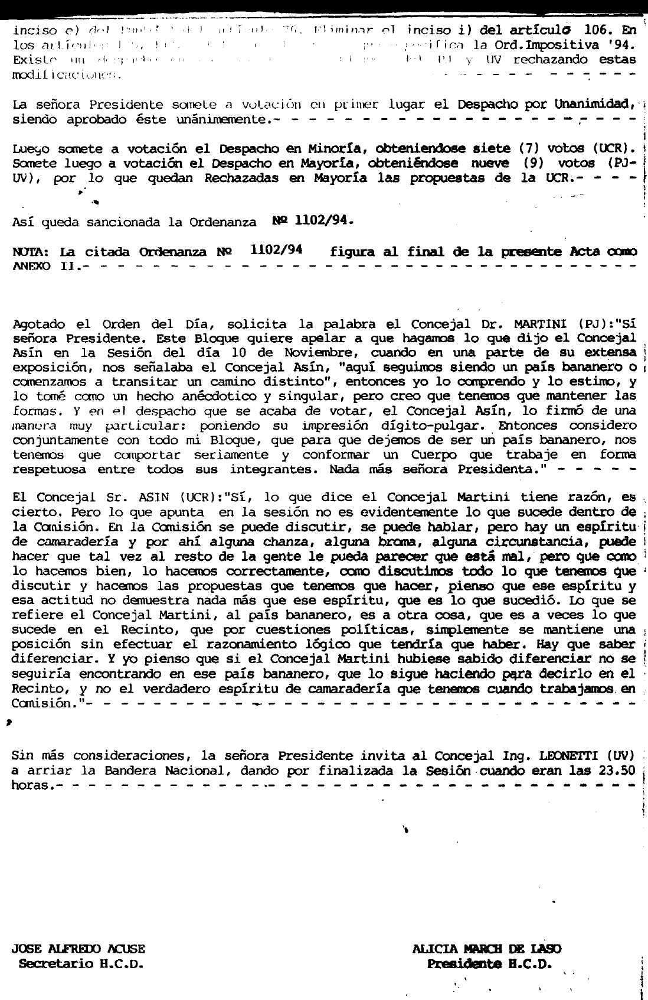 inciso e) del 26. Eliminar el inciso i) del artículo 106. En
los artículos la Ord.Impositiva '94.
Existe un despacho en del PJ y UV rechazando estas
modificaciones. - - - - - - - - - - - -
La señora Presidente somete a votación en primer lugar el Despacho por Unanimidad,
siendo aprobado éste unánimemente.- - - - - - - - - - - - - - - - - - - - - -
Luego somete a votación el Despacho en Minoría, obteniendose siete (7) votos (UCR).
Somete luego a votación el Despacho en Mayoría, obteniéndose nueve (9) votos (PJ-
UV), por lo que quedan Rechazadas en Mayoría las propuestas de la UCR.- - - - -
Así queda sancionada la Ordenanza Nº 1102/94.
NOTA: La citada Ordenanza Nº 1102/94 figura al final de la presente Acta como
ANEXO II.- - - - - - - - - - - - - - - - - - - - - - - - - - - - - - - - - -
Agotado el Orden del Día, solicita la palabra el Concejal Dr. MARTINI (PJ):"Sí
señora Presidente. Este Bloque quiere apelar a que hagamos lo que dijo el Concejal
Asín en la Sesión del día 10 de Noviembre, cuando en una parte de su extensa
exposición, nos señalaba el Concejal Asín, "aquí seguimos siendo un país bananero o
comenzamos a transitar un camino distinto", entonces yo lo comprendo y lo estimo, y
lo tomé como un hecho anécdotico y singular, pero creo que tenemos que mantener las
formas. Y en el despacho que se acaba de votar, el Concejal Asín, lo firmó de una
manera muy particular: poniendo su impresión dígito-pulgar. Entonces considero
conjuntamente con todo mi Bloque, que para que dejemos de ser un país bananero, nos
tenemos que comportar seriamente y conformar un Cuerpo que trabaje en forma
respetuosa entre todos sus integrantes. Nada más señora Presidenta." - - - - -
El Concejal Sr. ASIN (UCR):"Sí, lo que dice el Concejal Martini tiene razón, es
cierto. Pero lo que apunta en la sesión no es evidentemente lo que sucede dentro de
la Comisión. En la Comisión se puede discutir, se puede hablar, pero hay un espíritu
de camaradería y por ahí alguna chanza, alguna broma, alguna circunstancia, puede
hacer que tal vez al resto de la gente le pueda parecer que está mal, pero que como
lo hacemos bien, lo hacemos correctamente, como discutimos todo lo que tenemos que
discutir y hacemos las propuestas que tenemos que hacer, pienso que ese espíritu y
esa actitud no demuestra nada más que ese espíritu, que es lo que sucedió. Lo que se
refiere el Concejal Martini, al país bananero, es a otra cosa, que es a veces lo que
sucede en el Recinto, que por cuestiones políticas, simplemente se mantiene una
posición sin efectuar el razonamiento lógico que tendría que haber. Hay que saber
diferenciar. Y yo pienso que si el Concejal Martini hubiese sabido diferenciar no se
seguiría encontrando en ese país bananero, que lo sigue haciendo para decirlo en el
Recinto, y no el verdadero espíritu de camaradería que tenemos cuando trabajamos en
Comisión."- - - - - - - - - - - - - - - - - - - - - - - - - - - - - - - - - -
Sin más consideraciones, la señora Presidente invita al Concejal Ing. LEONETTI (UV)
a arriar la Bandera Nacional, dando por finalizada la Sesión cuando eran las 23.50
horas.- - - - - - - - - - - - - - - - - - - - - - - - - - - - - - - - - - - -
JOSE ALFREDO ACUSE ALICIA MARCH DE LASO
Secretario H.C.D. Presidente H.C.D.